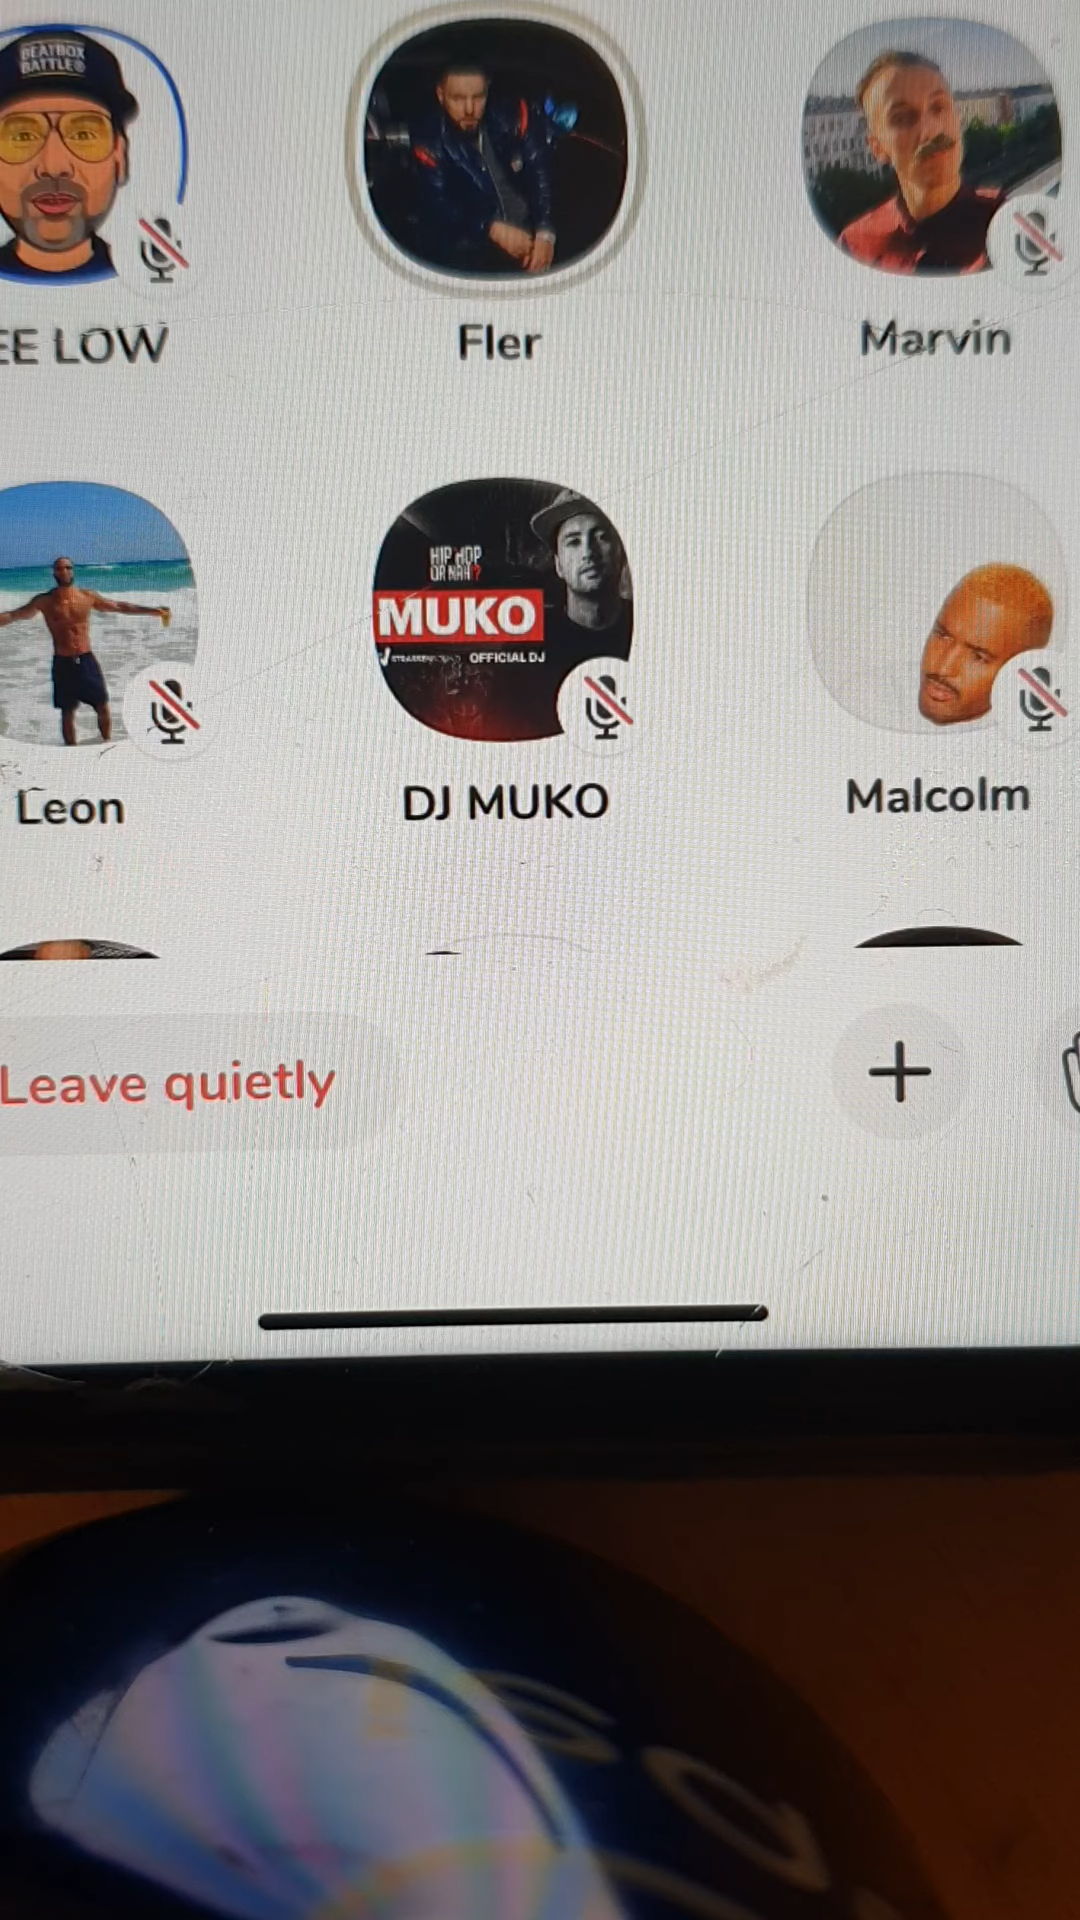 BEATBOX
BATTLE®
EE LOW
Fler
Marvin
HIP HOP
OR NAH!?
MUKO
OFFICIAL DJ
Leon
DJ MUKO
Malcolm
Leave quietly